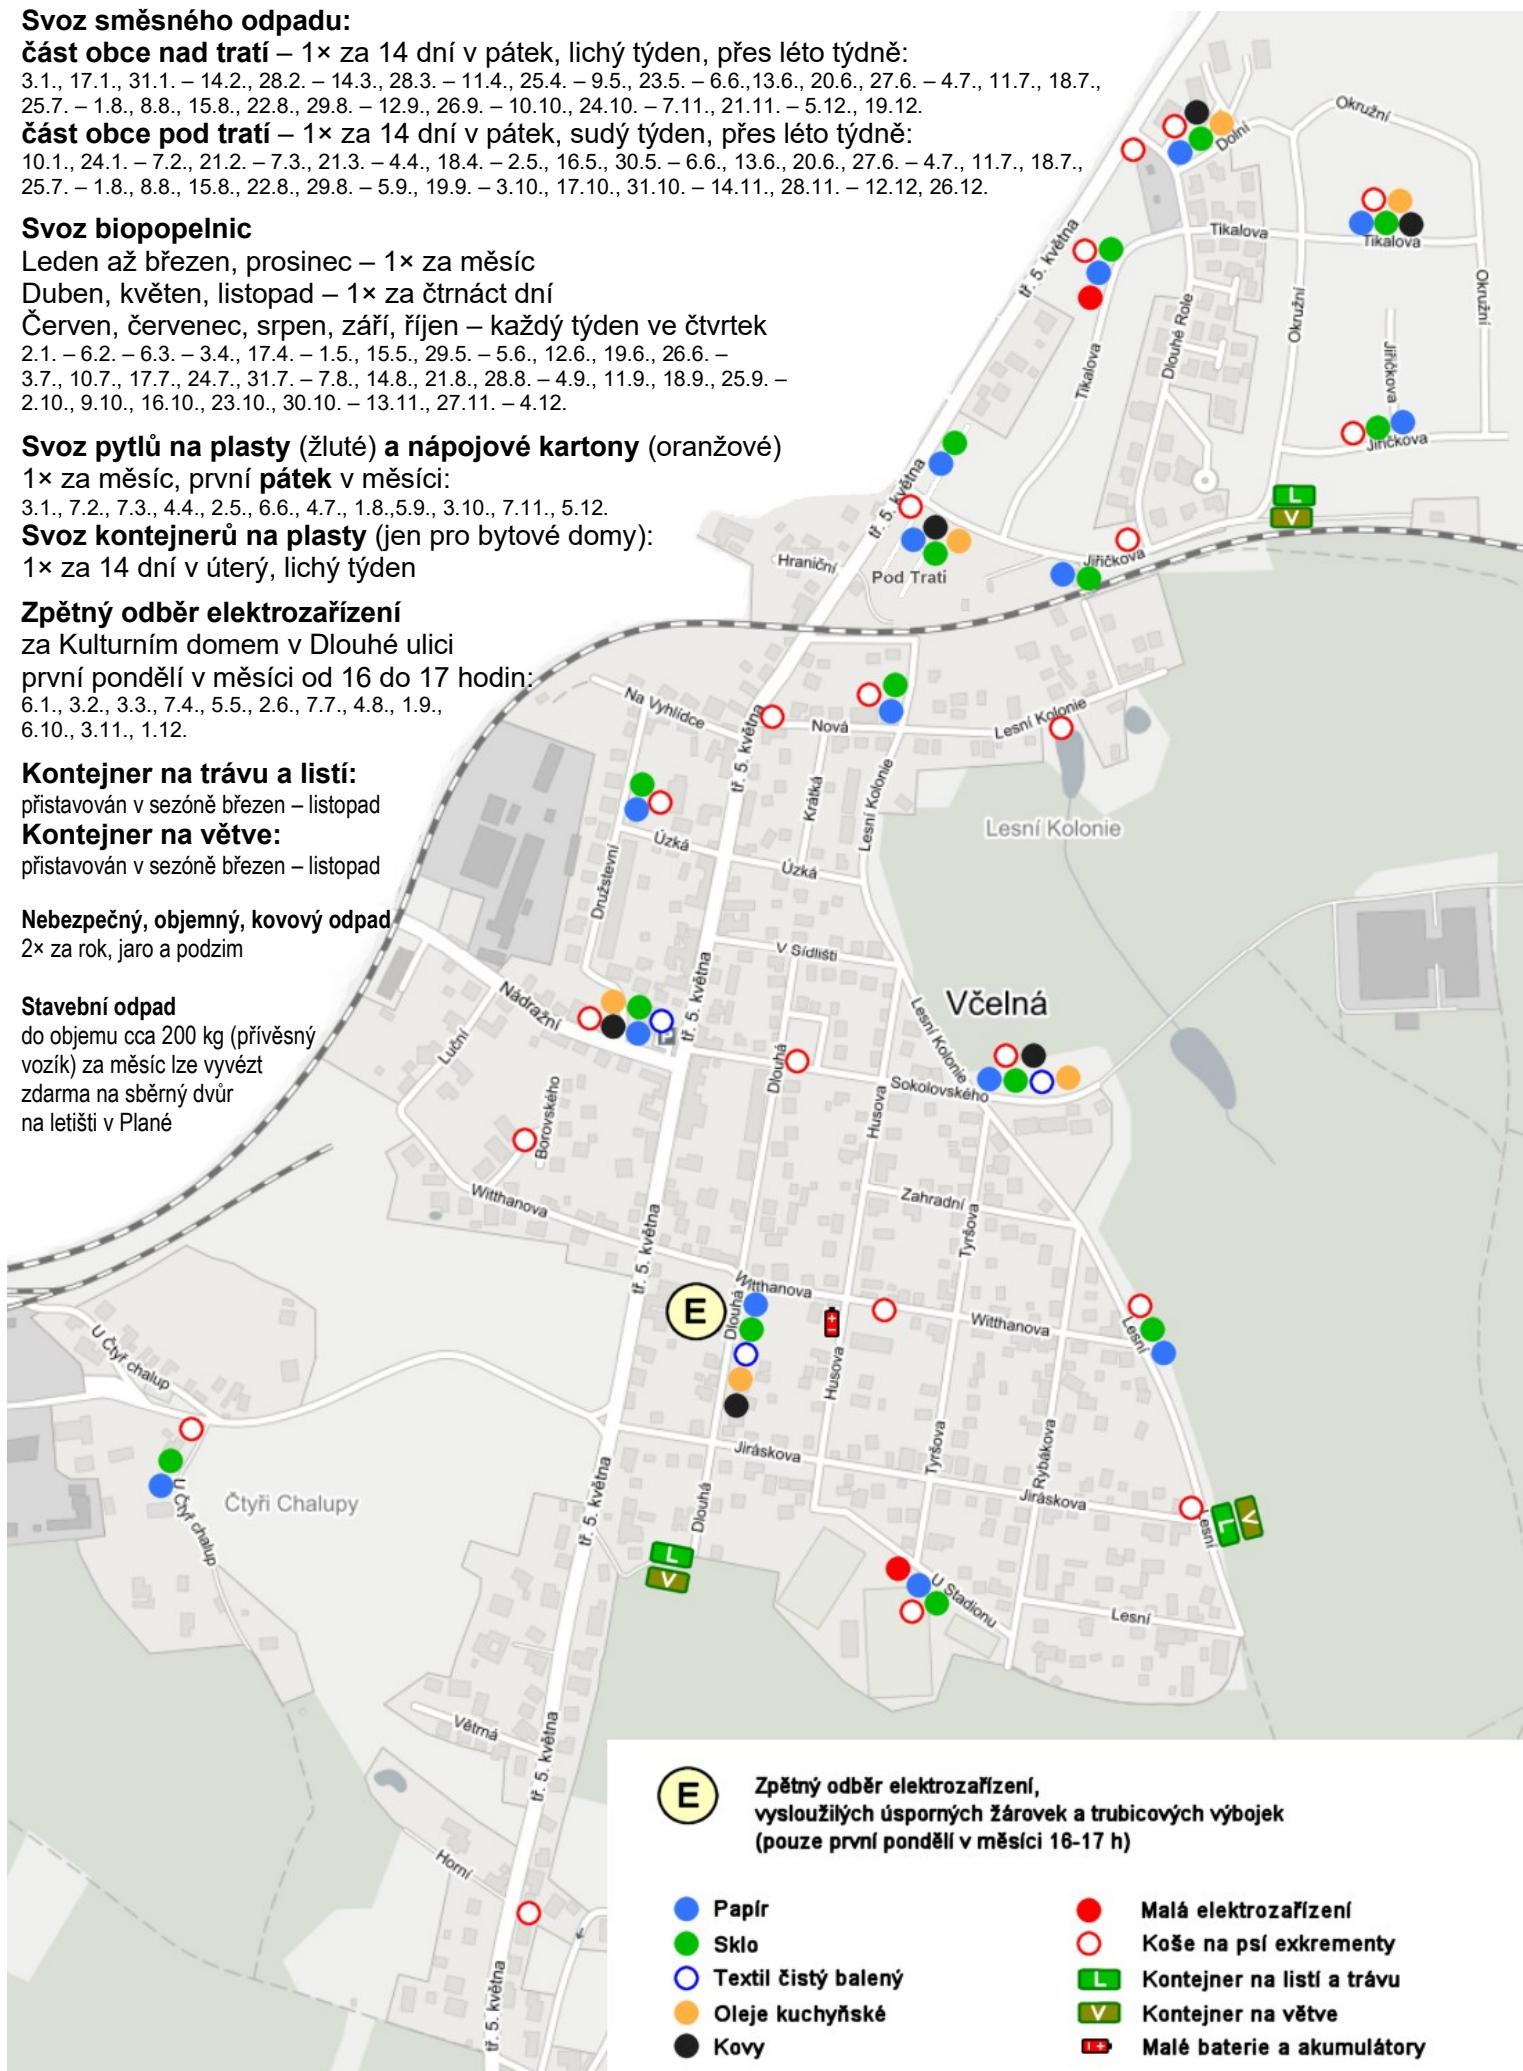 Svoz směsného odpadu:
část obce nad tratí – 1× za 14 dní v pátek, lichý týden, přes léto týdně:
3.1., 17.1., 31.1. – 14.2., 28.2. – 14.3., 28.3. – 11.4., 25.4. – 9.5., 23.5. – 6.6.,13.6., 20.6., 27.6. – 4.7., 11.7., 18.7.,
25.7. – 1.8., 8.8., 15.8., 22.8., 29.8. – 12.9., 26.9. – 10.10., 24.10. – 7.11., 21.11. – 5.12., 19.12.
část obce pod tratí – 1× za 14 dní v pátek, sudý týden, přes léto týdně:
10.1., 24.1. – 7.2., 21.2. – 7.3., 21.3. – 4.4., 18.4. – 2.5., 16.5., 30.5. – 6.6., 13.6., 20.6., 27.6. – 4.7., 11.7., 18.7.,
25.7. – 1.8., 8.8., 15.8., 22.8., 29.8. – 5.9., 19.9. – 3.10., 17.10., 31.10. – 14.11., 28.11. – 12.12, 26.12.
Svoz biopopelnic
Leden až březen, prosinec – 1× za měsíc
Duben, květen, listopad – 1× za čtrnáct dní
Červen, červenec, srpen, září, říjen – každý týden ve čtvrtek
2.1. – 6.2. – 6.3. – 3.4., 17.4. – 1.5., 15.5., 29.5. – 5.6., 12.6., 19.6., 26.6. –
3.7., 10.7., 17.7., 24.7., 31.7. – 7.8., 14.8., 21.8., 28.8. – 4.9., 11.9., 18.9., 25.9. –
2.10., 9.10., 16.10., 23.10., 30.10. – 13.11., 27.11. – 4.12.
Svoz pytlů na plasty (žluté) a nápojové kartony (oranžové)
1× za měsíc, první pátek v měsíci:
3.1., 7.2., 7.3., 4.4., 2.5., 6.6., 4.7., 1.8.,5.9., 3.10., 7.11., 5.12.
Svoz kontejnerů na plasty (jen pro bytové domy):
1× za 14 dní v úterý, lichý týden
Zpětný odběr elektrozařízení
za Kulturním domem v Dlouhé ulici
první pondělí v měsíci od 16 do 17 hodin:
6.1., 3.2., 3.3., 7.4., 5.5., 2.6., 7.7., 4.8., 1.9.,
6.10., 3.11., 1.12.
Kontejner na trávu a listí:
přistavován v sezóně březen – listopad
Kontejner na větve:
přistavován v sezóně březen – listopad
Nebezpečný, objemný, kovový odpad
2× za rok, jaro a podzim
Stavební odpad
do objemu cca 200 kg (přívěsný
vozík) za měsíc lze vyvézt
zdarma na sběrný dvůr
na letišti v Plané
Okružní
Dolní
Tikalova
Tikalova
tř. 5. května
Okružní
Okružní
Dlouhé Role
Jiříčkova
Tikalova
Jiříčkova
tř. 5. května
L
V
Hraniční
Pod Trati
Jiříčkova
Na Vyhlídce
tř. 5. května
Nová
Lesní Kolonie
Krátká
Lesní Kolonie
Lesní Kolonie
Úzká
Úzká
Družstevní
V Sídlišti
Nádražní
tř. 5. května
Včelná
Lesní Kolonie
Luční
Dlouhá
Sokolovského
Husova
Borovského
Witthanova
Zahradní
Tyršova
tř. 5. května
Witthanova
E
Dlouhá
Witthanova
Lesní
Husova
U Čtyř chalup
Jiráskova
Tyršova
Rybákova
Jiráskova
U Čtyř chalup
Čtyři Chalupy
tř. 5. května
Dlouhá
Lesní
L
V
L
V
U Stadionu
Lesní
Větrná
tř. 5. května
Horní
tř. 5. května
E
Zpětný odběr elektrozařízení,
vysloužilých úsporných žárovek a trubicových výbojek
(pouze první pondělí v měsíci 16-17 h)
Papír
Sklo
Textil čistý balený
Oleje kuchyňské
Kovy
Malá elektrozařízení
Koše na psí exkrementy
L Kontejner na listí a trávu
V Kontejner na větve
Malé baterie a akumulátory